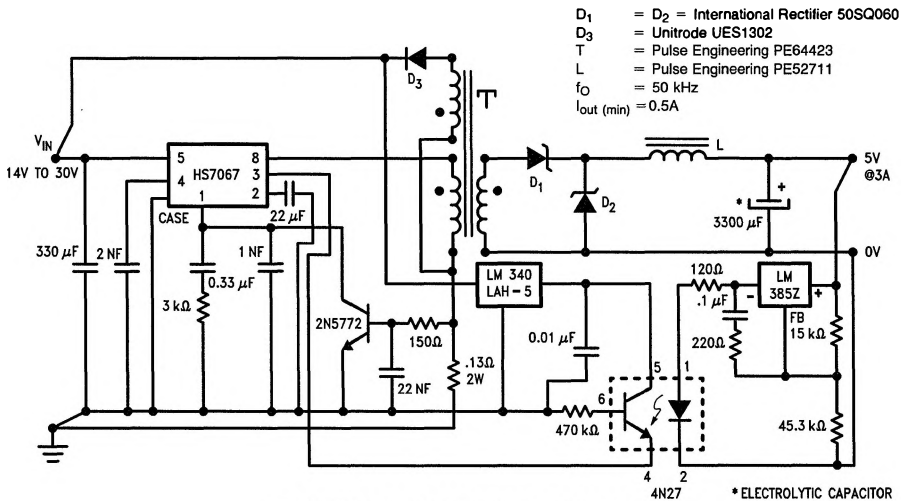 D1 = D2 = International Rectifier 50SQ060
D3 = Unitrode UES1302
T = Pulse Engineering PE64423
L = Pulse Engineering PE52711
fO = 50 kHz
Iout (min) = 0.5A
D3
T
VIN
14V TO 30V
5
4
1
HS7067
8
3
2
CASE
22 μF
D1
D2
L
5V
@3A
*
+
3300 μF
0V
330 μF
2 NF
0.33 μF
1 NF
3 kΩ
2N5772
150Ω
22 NF
.13Ω
2W
LM 340
LAH-5
0.01 μF
120Ω
.1 μF
220Ω
-
LM
385Z
+
FB
15 kΩ
45.3 kΩ
470 kΩ
6
5
1
4
2
4N27
* ELECTROLYTIC CAPACITOR